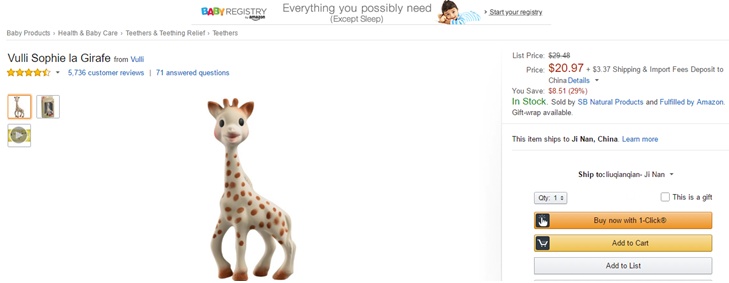 BABY REGISTRY
by amazon
Everything you possibly need
(Except Sleep)
› Start your registry
Baby Products › Health & Baby Care › Teethers & Teething Relief › Teethers
Vulli Sophie la Girafe from Vulli
5,736 customer reviews | 71 answered questions
List Price: $29.48
Price: $20.97 + $3.37 Shipping & Import Fees Deposit to
China Details
You Save: $8.51 (29%)
In Stock. Sold by SB Natural Products and Fulfilled by Amazon.
Gift-wrap available.
This item ships to Ji Nan, China. Learn more
Ship to: liuqianqian- Ji Nan
Qty: 1
This is a gift
Buy now with 1-Click®
Add to Cart
Add to List